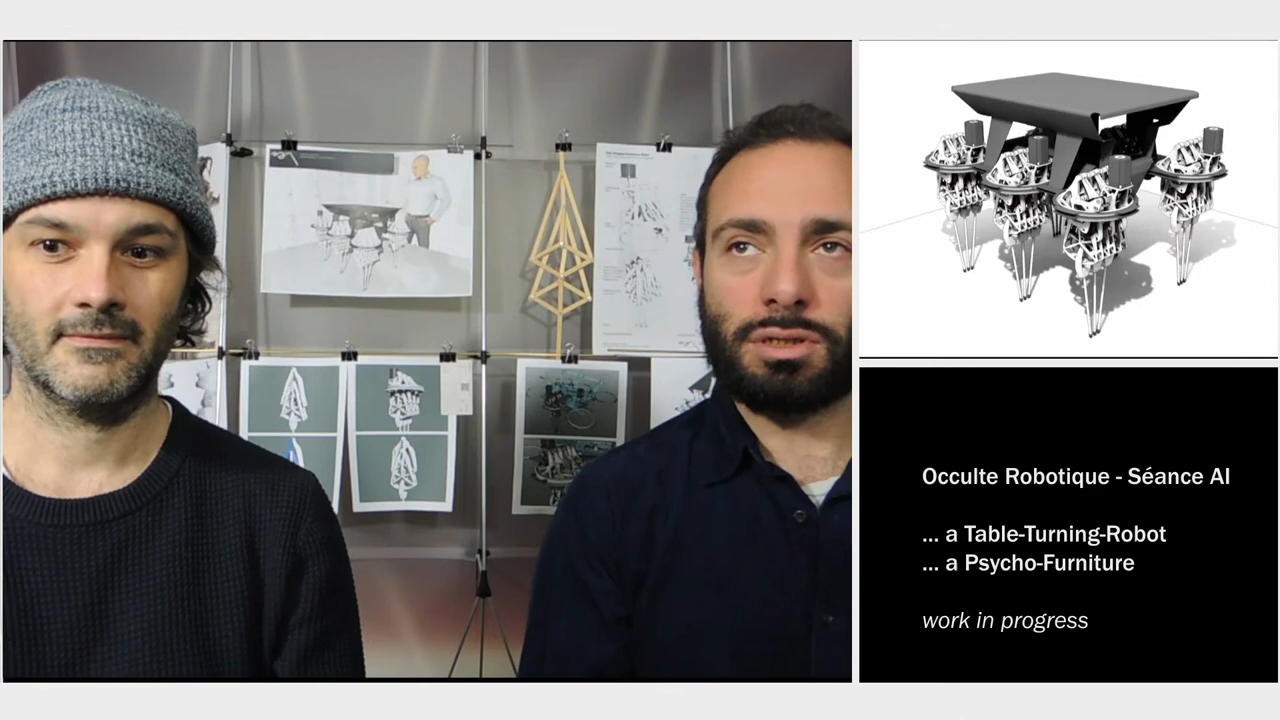 Occulte Robotique - Séance AI
... a Table-Turning-Robot
... a Psycho-Furniture
work in progress